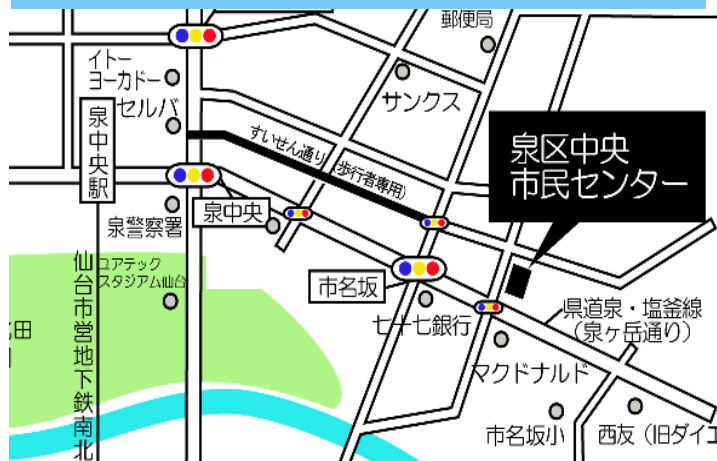 郵便局
イトー
ヨーカドー
サンクス
セルバ
泉中央駅
すいせん通り(歩行者専用)
泉区中央
市民センター
泉中央
泉警察署
ユアテック
スタジアム仙台
市名坂
七十七銀行
県道泉・塩釜線
(泉ヶ岳通り)
仙台市営地下鉄南北
マクドナルド
市名坂小
西友(旧ダイエ